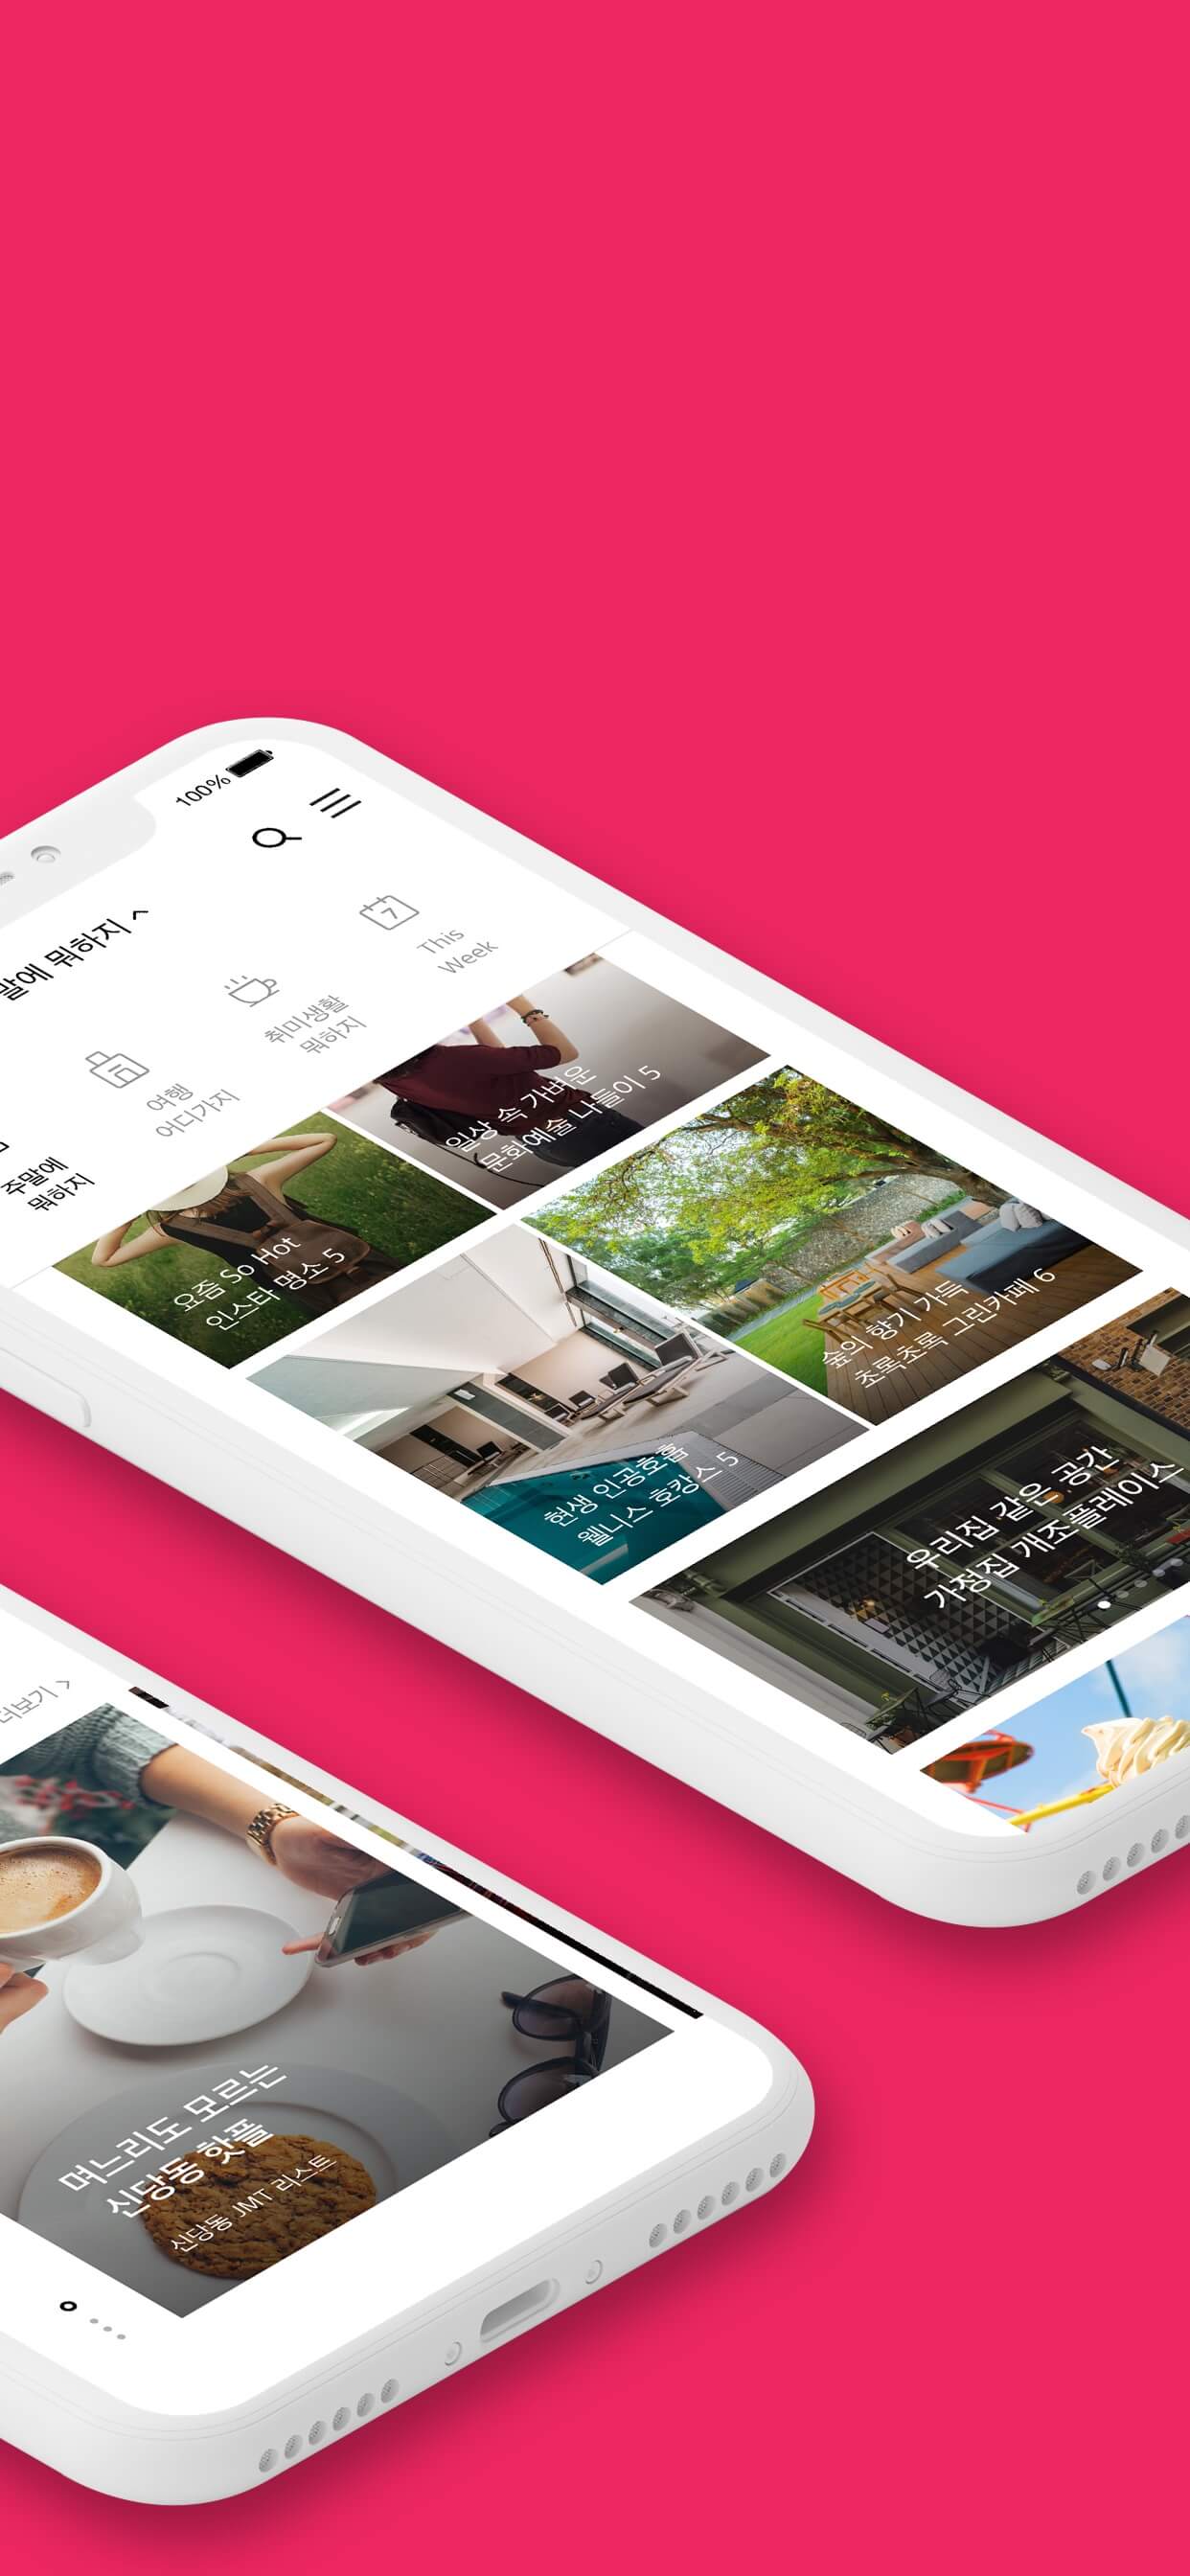 100%
말에 뭐하지
7
This
Week
취미생활
뭐하지
여행
어디가지
주말에
뭐하지
일상 속 가벼운
문화예술 나들이 5
요즘 So Hot
인스타 명소 5
숲의 향기 가득
초록초록 그린카페 6
현생 인공호흡
웰니스 호캉스 5
우리집 같은 공간
가정집 개조플레이스
더보기 >
며느리도 모르는
신당동 핫플
신당동 JMT 리스트